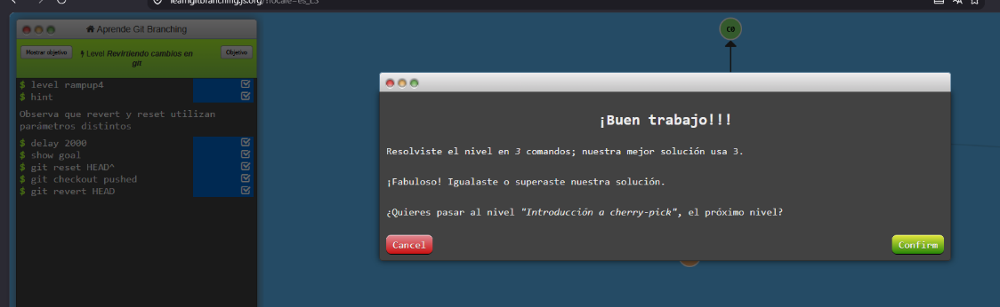 learngitbranching.js.org/?locale=es_ES
Aprende Git Branching
Mostrar objetivo
Level Revirtiendo cambios en git
Objetivo
$ level rampup4
$ hint
Observa que revert y reset utilizan
parámetros distintos
$ delay 2000
$ show goal
$ git reset HEAD^
$ git checkout pushed
$ git revert HEAD
C0
¡Buen trabajo!!!
Resolviste el nivel en 3 comandos; nuestra mejor solución usa 3.
¡Fabuloso! Igualaste o superaste nuestra solución.
¿Quieres pasar al nivel "Introducción a cherry-pick", el próximo nivel?
Cancel
Confirm